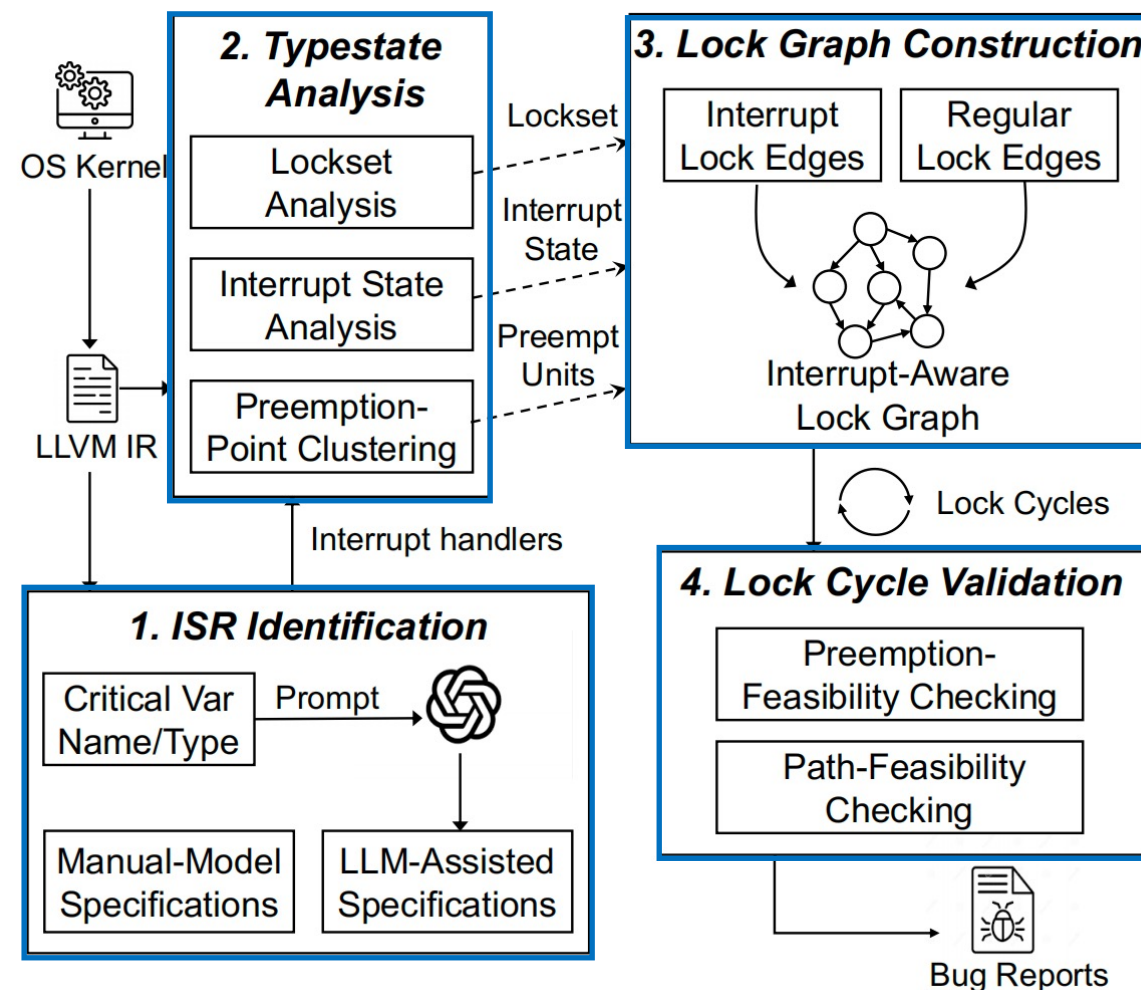 OS Kernel
LLVM IR
2. Typestate
Analysis
Lockset
Analysis
Interrupt State
Analysis
Preemption-
Point Clustering
Lockset
Interrupt
State
Preempt
Units
3. Lock Graph Construction
Interrupt
Lock Edges
Regular
Lock Edges
Interrupt-Aware
Lock Graph
Interrupt handlers
Lock Cycles
1. ISR Identification
Critical Var
Name/Type
Prompt
Manual-Model
Specifications
LLM-Assisted
Specifications
4. Lock Cycle Validation
Preemption-
Feasibility Checking
Path-Feasibility
Checking
Bug Reports